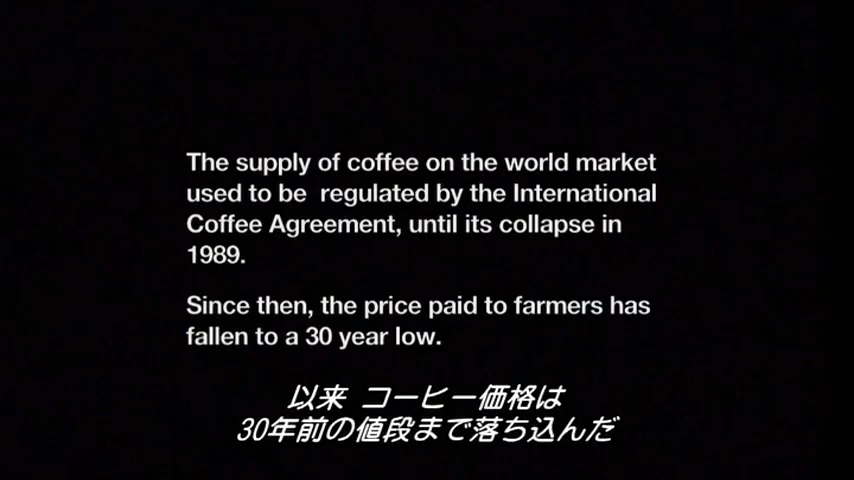 The supply of coffee on the world market
used to be  regulated by the International
Coffee Agreement, until its collapse in
1989.
Since then, the price paid to farmers has
fallen to a 30 year low.
以来 コーヒー価格は
30年前の値段まで落ち込んだ